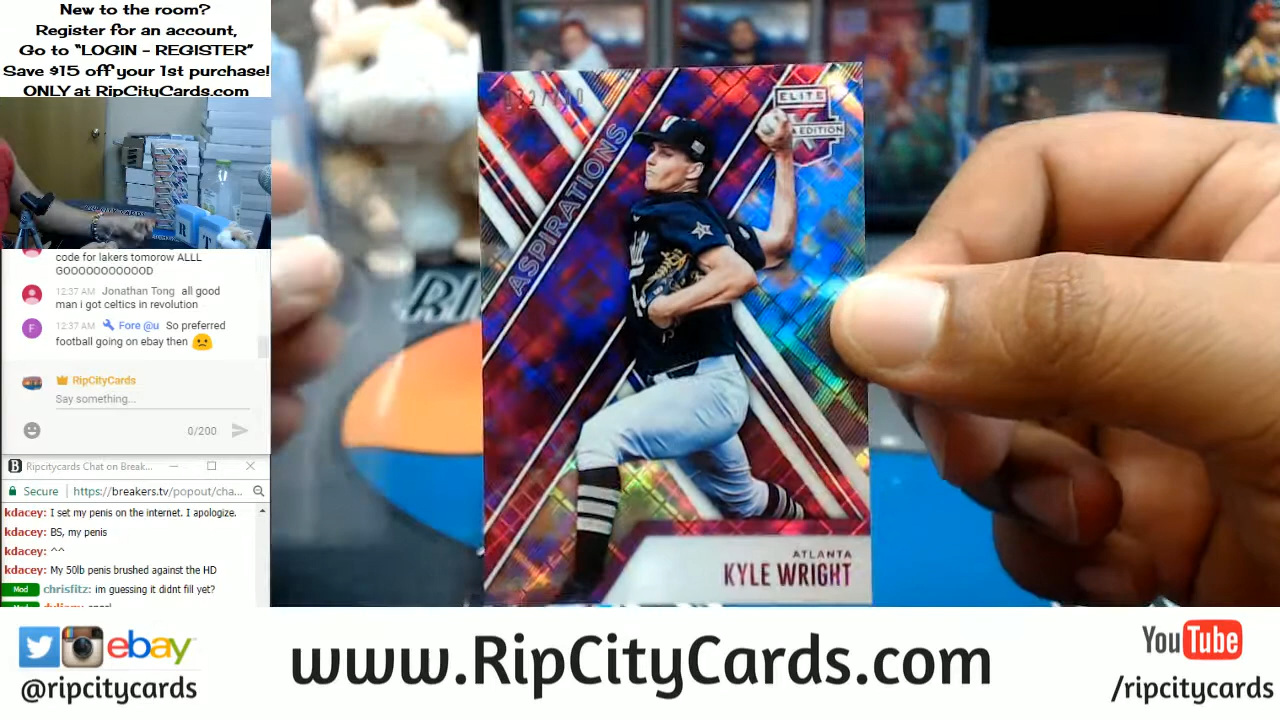 New to the room?
Register for an account,
Go to "LOGIN - REGISTER"
Save $15 off your 1st purchase!
ONLY at RipCityCards.com
R T
code for lakers tomorow ALLL
GOOOOOOOOOOOD
12:37 AM Jonathan Tong all good
man i got celtics in revolution
F 12:37 AM Fore @u So preferred
football going on ebay then
RipCityCards
Say something...
0/200
Ripcitycards Chat on Break...
Secure https://breakers.tv/popout/cha...
kdacey: I set my penis on the internet. I apologize.
kdacey: BS, my penis
kdacey: ^^
kdacey: My 50lb penis brushed against the HD
Mod chrisfitz: im guessing it didnt fill yet?
ELITE
EDITION
ASPIRATIONS
ATLANTA
KYLE WRIGHT
ebay
@ripcitycards
www.RipCityCards.com
YouTube
/ripcitycards